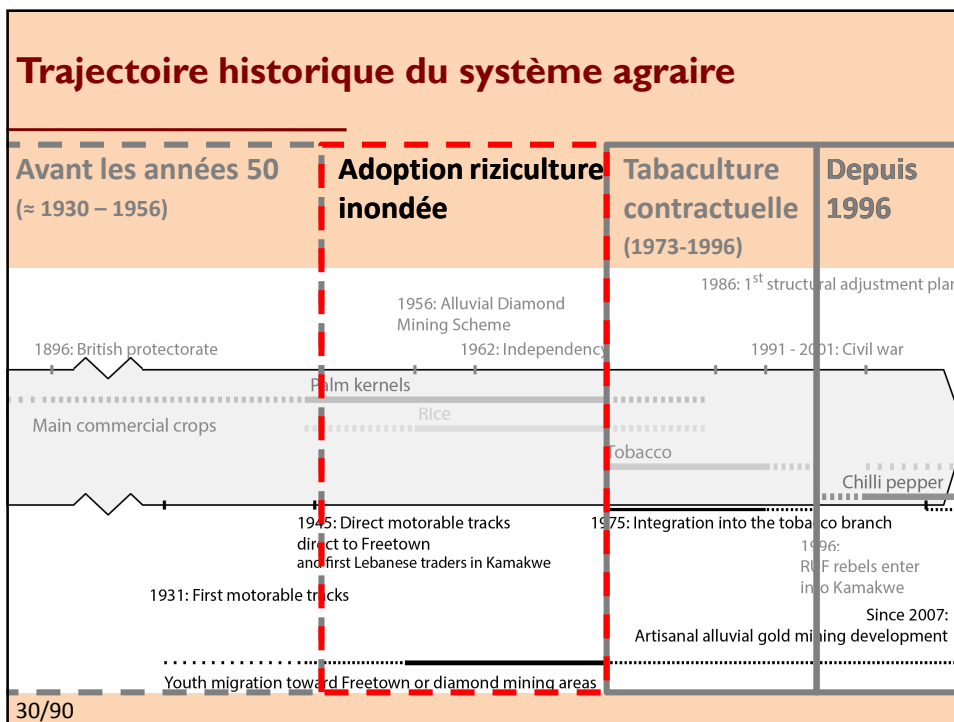 Trajectoire historique du système agraire
Avant les années 50
(≈ 1930 – 1956)
Adoption riziculture
inondée
Tabaculture
contractuelle
(1973-1996)
Depuis
1996
1986: 1st structural adjustment plan
1956: Alluvial Diamond
Mining Scheme
1896: British protectorate
1962: Independency
1991 - 2001: Civil war
Palm kernels
Rice
Main commercial crops
Tobacco
Chilli pepper
1945: Direct motorable tracks
direct to Freetown
and first Lebanese traders in Kamakwe
1975: Integration into the tobacco branch
1996:
RUF rebels enter
into Kamakwe
1931: First motorable tracks
Since 2007:
Artisanal alluvial gold mining development
Youth migration toward Freetown or diamond mining areas
30/90